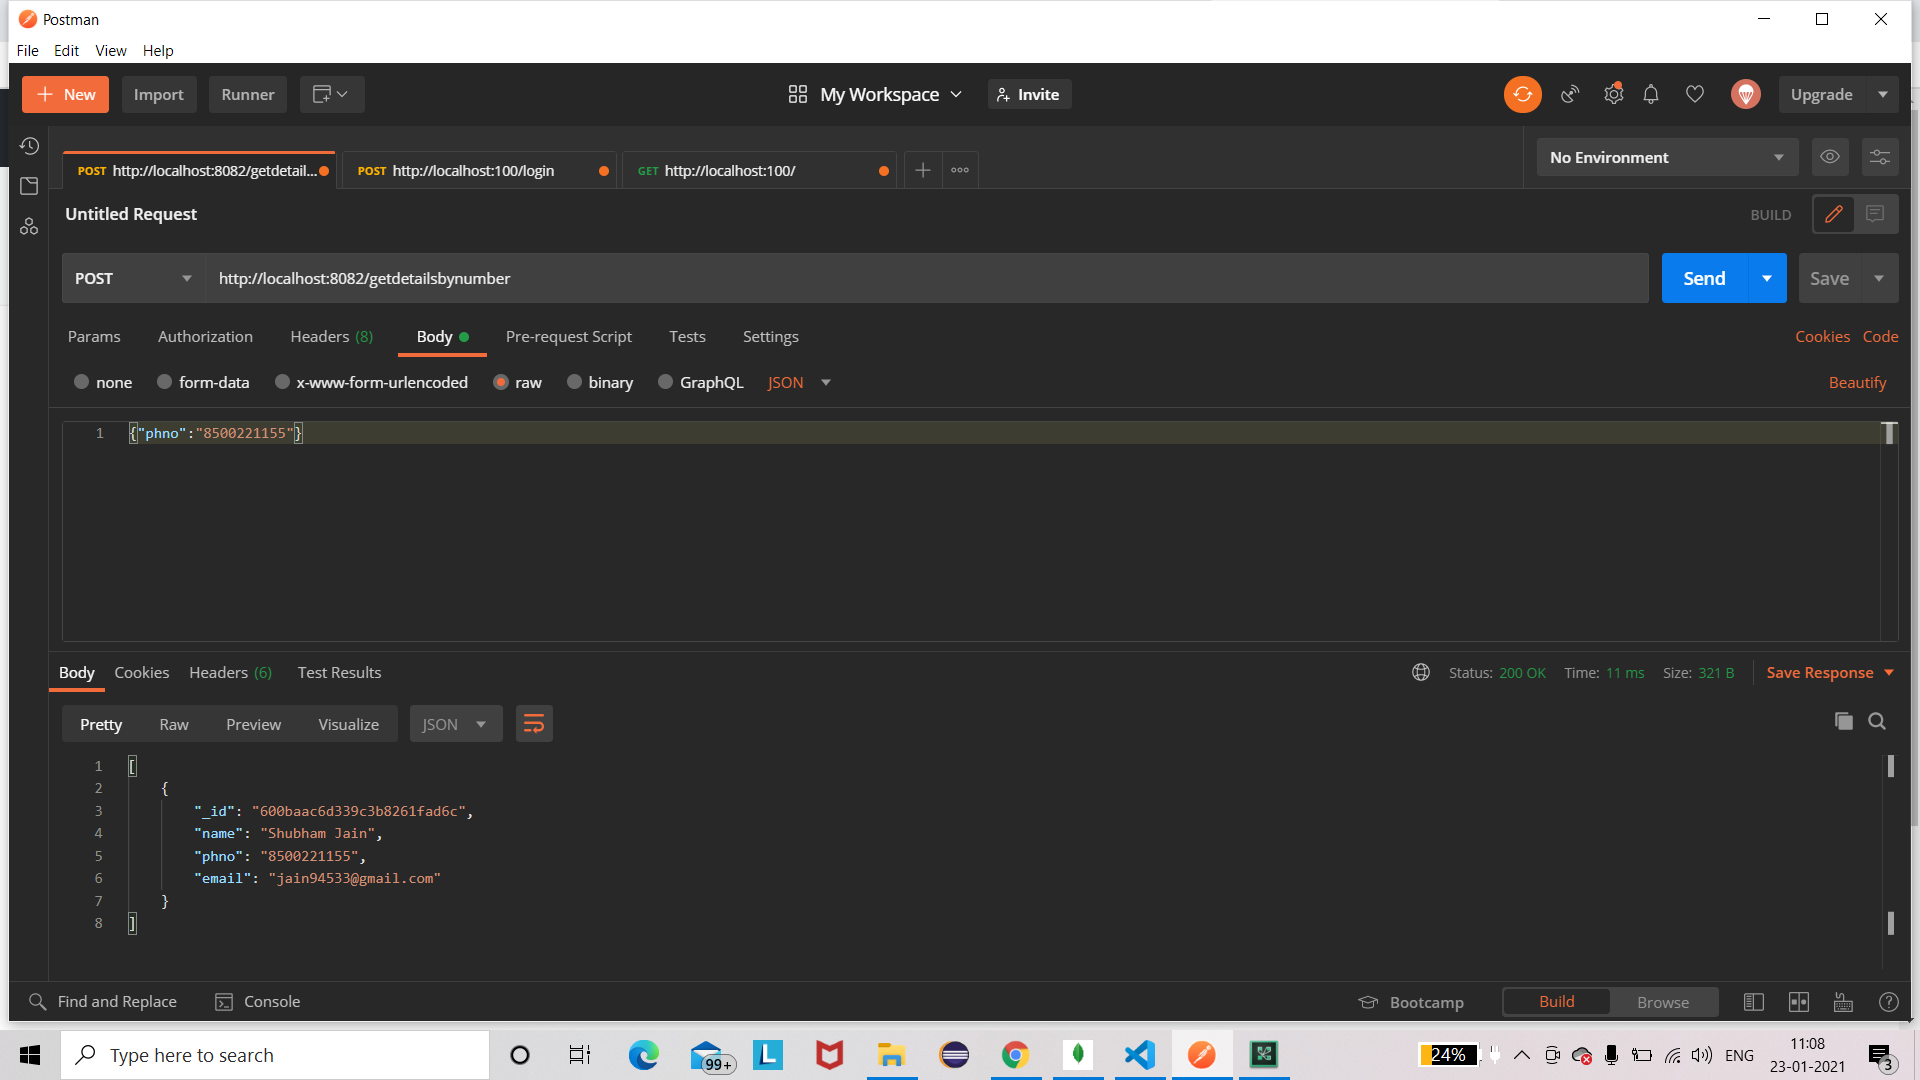 Postman
File Edit View Help
New Import Runner My Workspace Invite Upgrade
POST http://localhost:8082/getdetail... POST http://localhost:100/login GET http://localhost:100/ No Environment
Untitled Request BUILD
POST http://localhost:8082/getdetailsbynumber Send Save
Params Authorization Headers (8) Body Pre-request Script Tests Settings Cookies Code
none form-data x-www-form-urlencoded raw binary GraphQL JSON Beautify
1 {"phno":"8500221155"}
Body Cookies Headers (6) Test Results Status: 200 OK Time: 11 ms Size: 321 B Save Response
Pretty Raw Preview Visualize JSON
1 [
2 {
3 "_id": "600baac6d339c3b8261fad6c",
4 "name": "Shubham Jain",
5 "phno": "8500221155",
6 "email": "jain94533@gmail.com"
7 }
8 ]
Find and Replace Console Bootcamp Build Browse
Type here to search 99+ L 24% ENG 11:08
23-01-2021 3